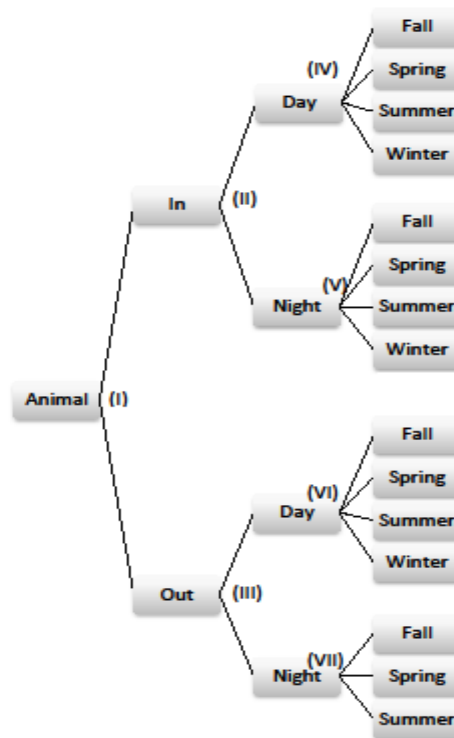 Fall
(IV)
Spring
Day
Summer
Winter
In
(II)
Fall
Spring
(V)
Night
Summer
Winter
Animal
(I)
Fall
Spring
(VI)
Day
Summer
Winter
Out
(III)
Fall
(VII)
Night
Spring
Summer